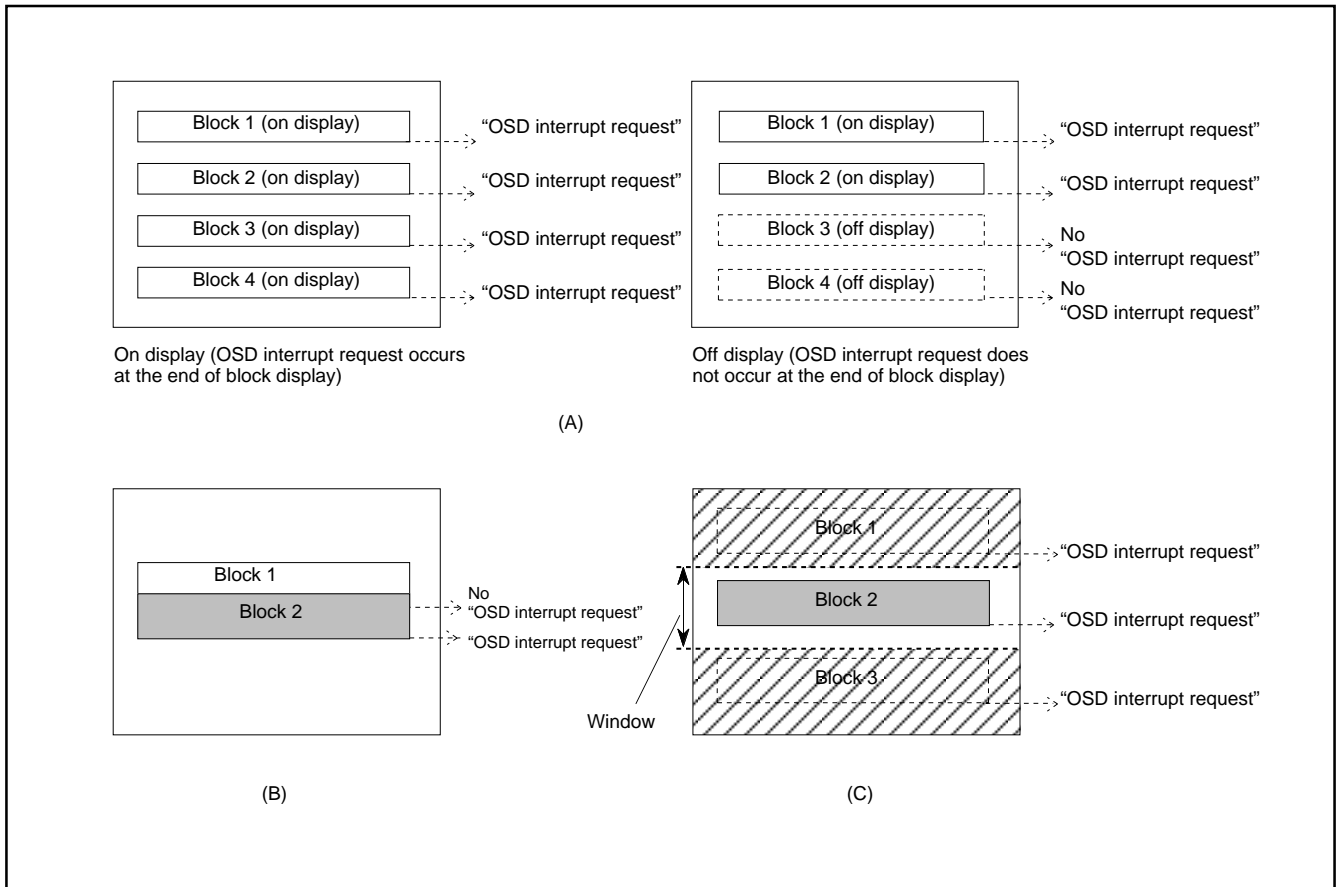 Block 1 (on display)
“OSD interrupt request”
Block 2 (on display)
“OSD interrupt request”
Block 3 (on display)
“OSD interrupt request”
Block 4 (on display)
“OSD interrupt request”
On display (OSD interrupt request occurs
at the end of block display)
Block 1 (on display)
“OSD interrupt request”
Block 2 (on display)
“OSD interrupt request”
Block 3 (off display)
No
“OSD interrupt request”
Block 4 (off display)
No
“OSD interrupt request”
Off display (OSD interrupt request does
not occur at the end of block display)
(A)
Block 1
Block 2
No
“OSD interrupt request”
“OSD interrupt request”
(B)
Block 1
“OSD interrupt request”
Block 2
“OSD interrupt request”
Block 3
“OSD interrupt request”
Window
(C)